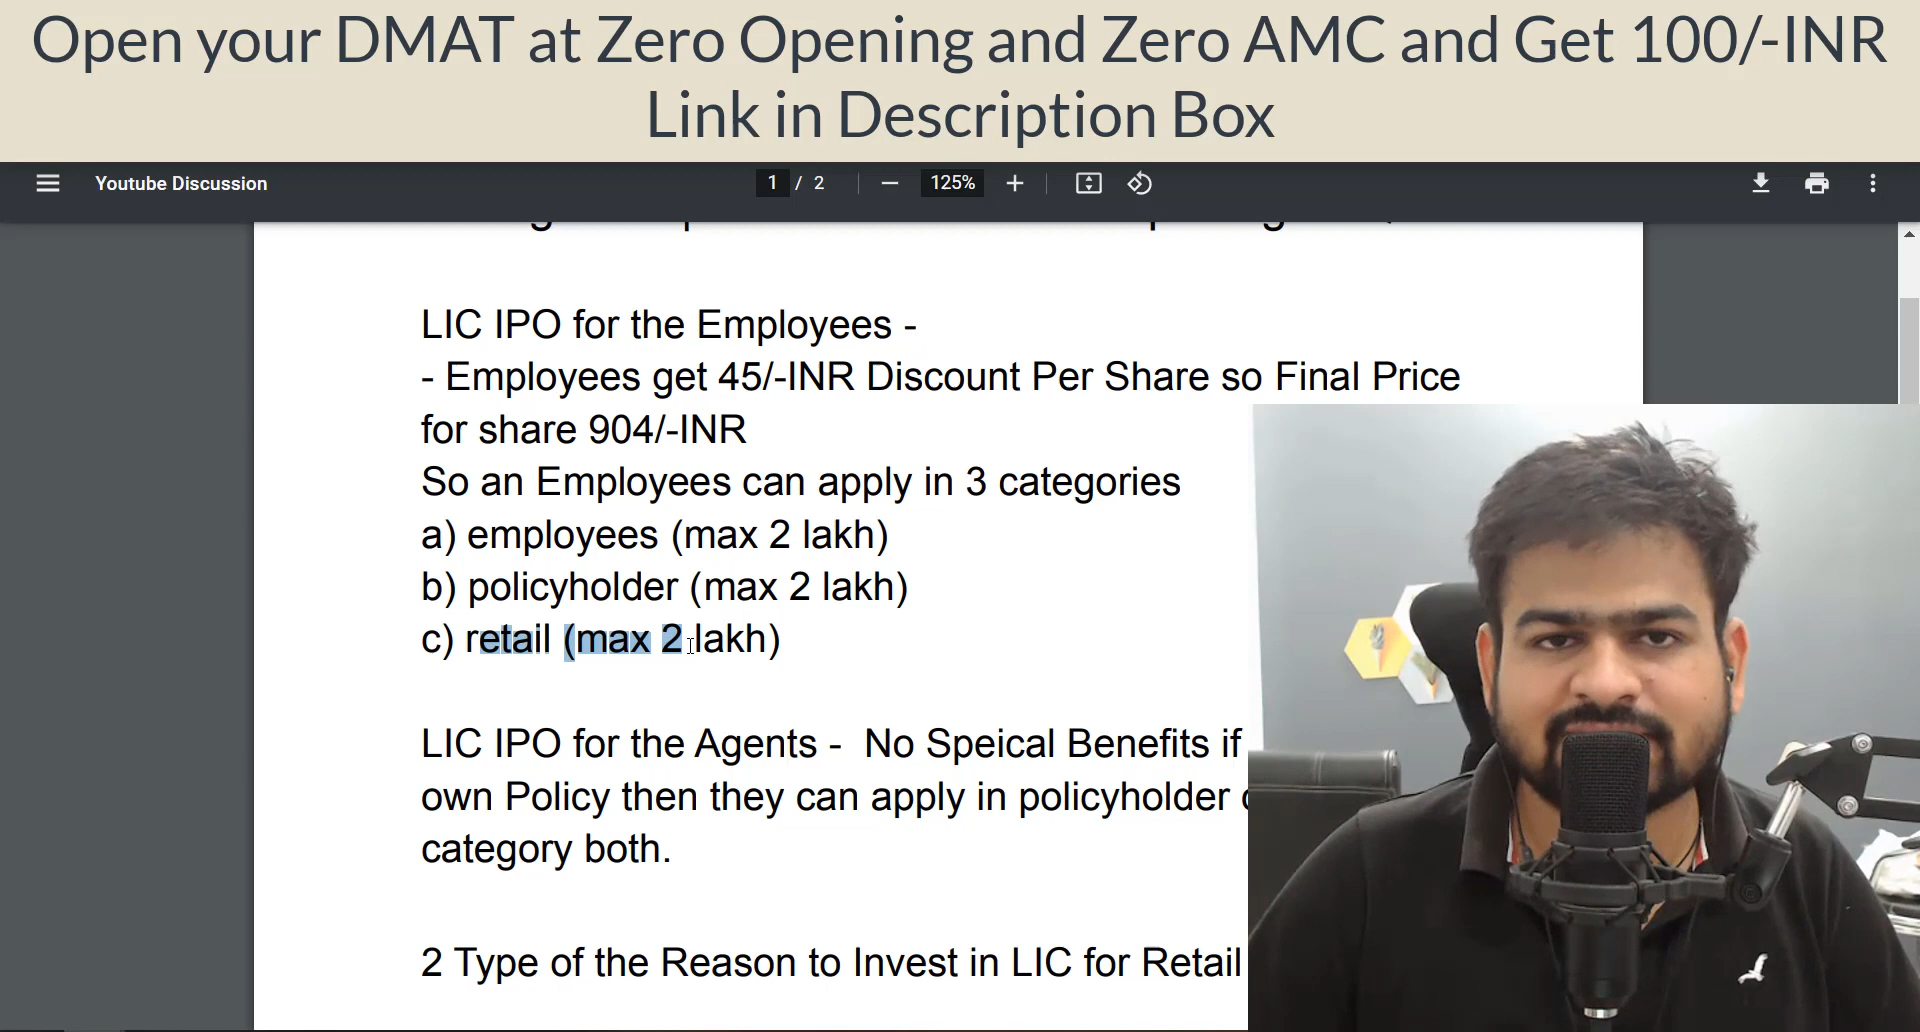 Open your DMAT at Zero Opening and Zero AMC and Get 100/-INR
Link in Description Box
Youtube Discussion
1 / 2
125%
LIC IPO for the Employees -
- Employees get 45/-INR Discount Per Share so Final Price
for share 904/-INR
So an Employees can apply in 3 categories
a) employees (max 2 lakh)
b) policyholder (max 2 lakh)
c) retail (max 2 lakh)
LIC IPO for the Agents - No Speical Benefits if
own Policy then they can apply in policyholder
category both.
2 Type of the Reason to Invest in LIC for Retail